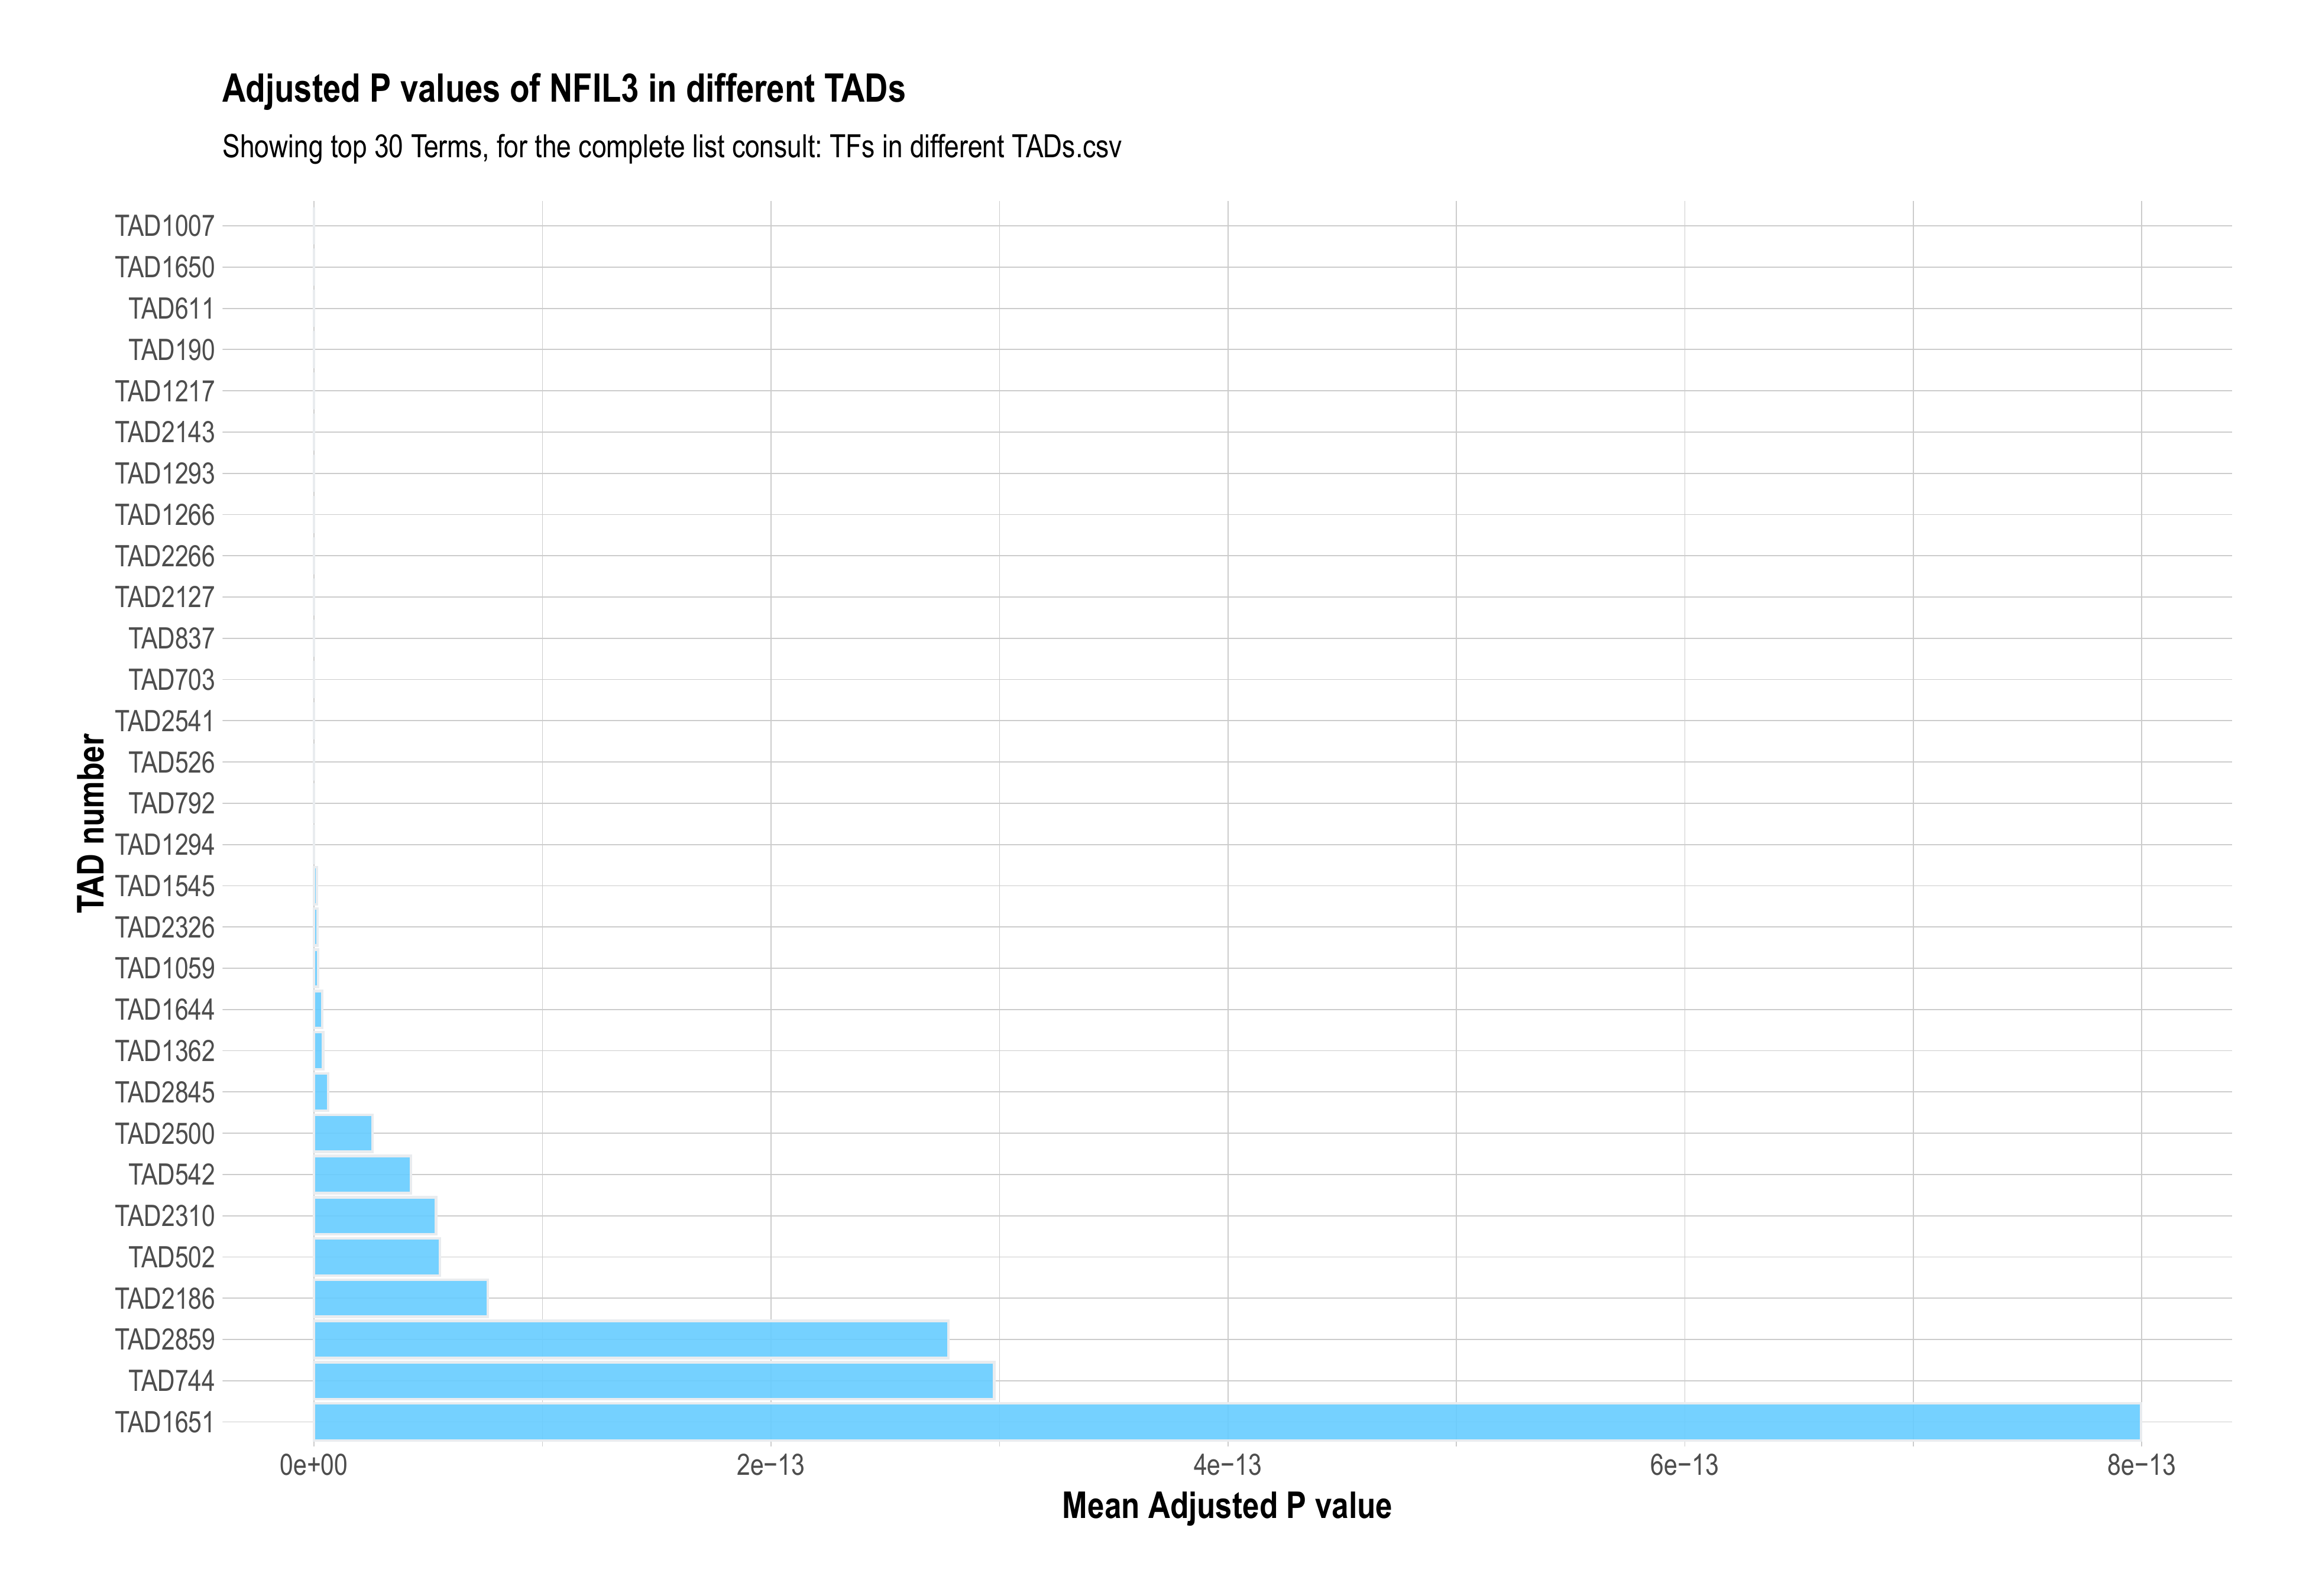 Adjusted P values of NFIL3 in different TADs
Showing top 30 Terms, for the complete list consult: TFs in different TADs.csv
TAD number
TAD1007
TAD1650
TAD611
TAD190
TAD1217
TAD2143
TAD1293
TAD1266
TAD2266
TAD2127
TAD837
TAD703
TAD2541
TAD526
TAD792
TAD1294
TAD1545
TAD2326
TAD1059
TAD1644
TAD1362
TAD2845
TAD2500
TAD542
TAD2310
TAD502
TAD2186
TAD2859
TAD744
TAD1651
0e+00 2e−13 4e−13 6e−13 8e−13
Mean Adjusted P value